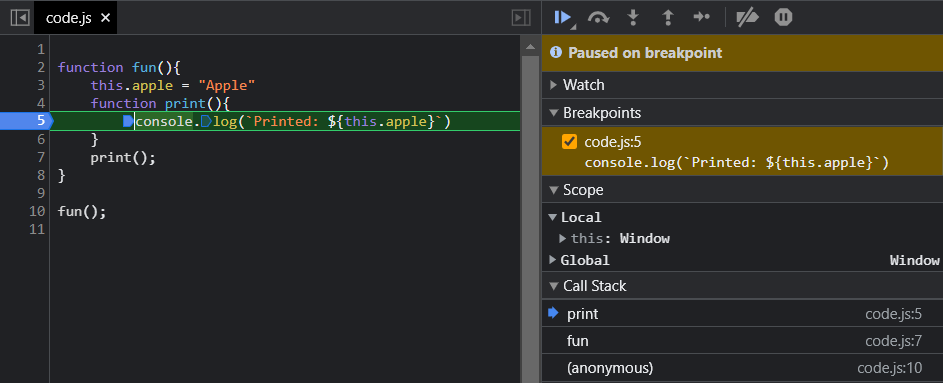 code.js ×
1
2 function fun(){
3 this.apple = "Apple"
4 function print(){
5 console.log(`Printed: ${this.apple}`)
6 }
7 print();
8 }
9
10 fun();
11
Paused on breakpoint
Watch
Breakpoints
code.js:5
console.log(`Printed: ${this.apple}`)
Scope
Local
this: Window
Global Window
Call Stack
print code.js:5
fun code.js:7
(anonymous) code.js:10